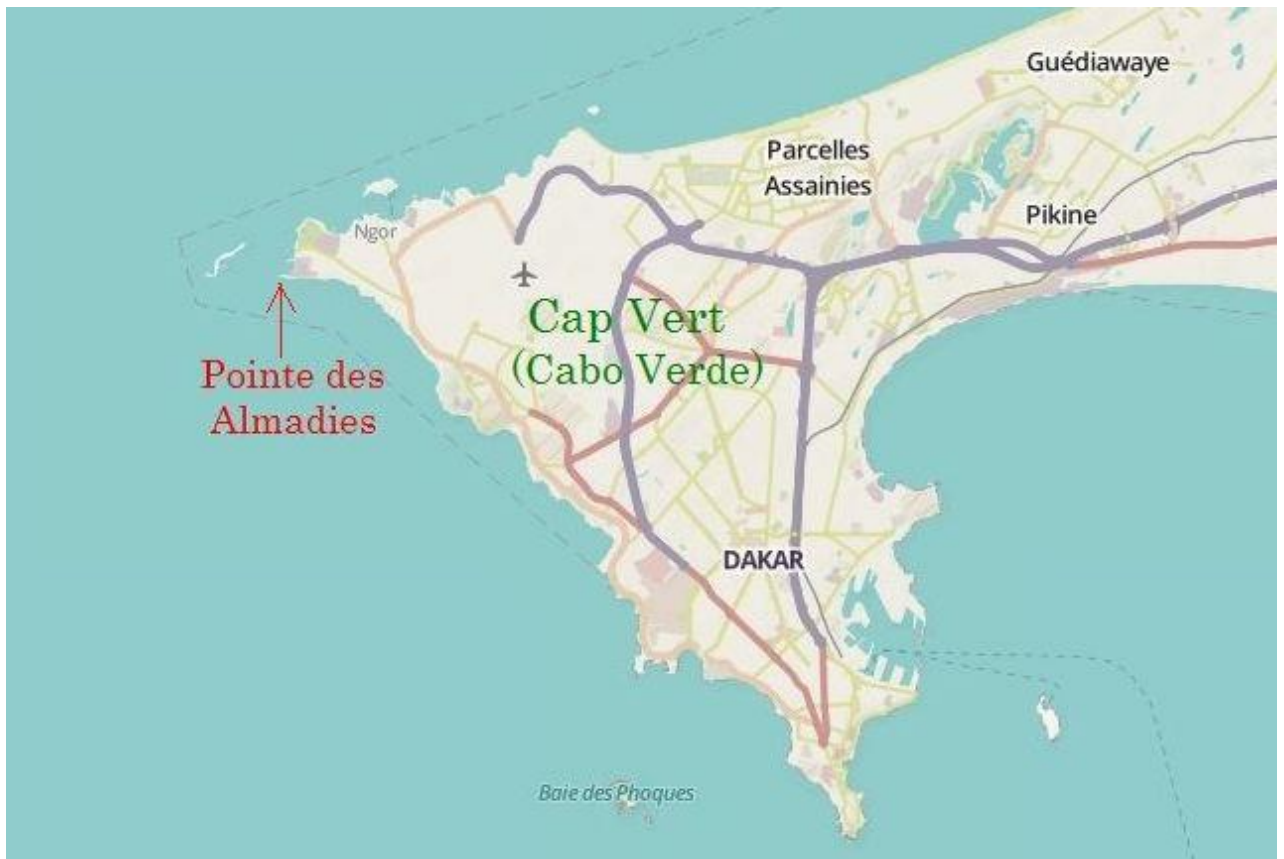 Guédiawaye
Parcelles
Assainies
Pikine
Ngor
Cap Vert
(Cabo Verde)
Pointe des
Almadies
DAKAR
Baie des Phoques